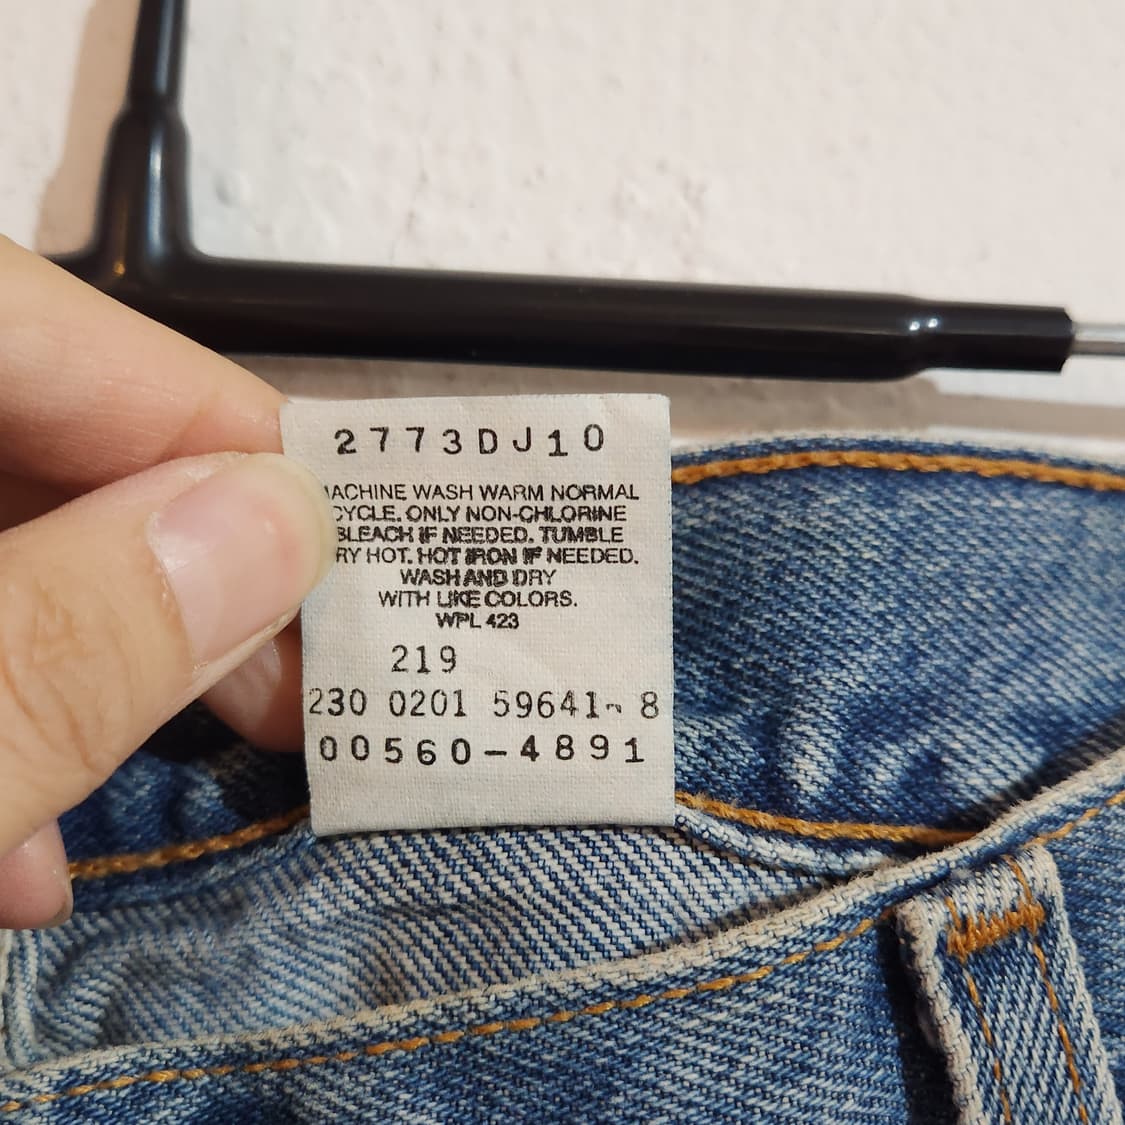 2773DJ10
MACHINE WASH WARM NORMAL
CYCLE. ONLY NON-CHLORINE
BLEACH IF NEEDED. TUMBLE
RY HOT. HOT IRON IF NEEDED.
WASH AND DRY
WITH LIKE COLORS.
WPL 423
219
230 0201 59641- 8
00560-4891